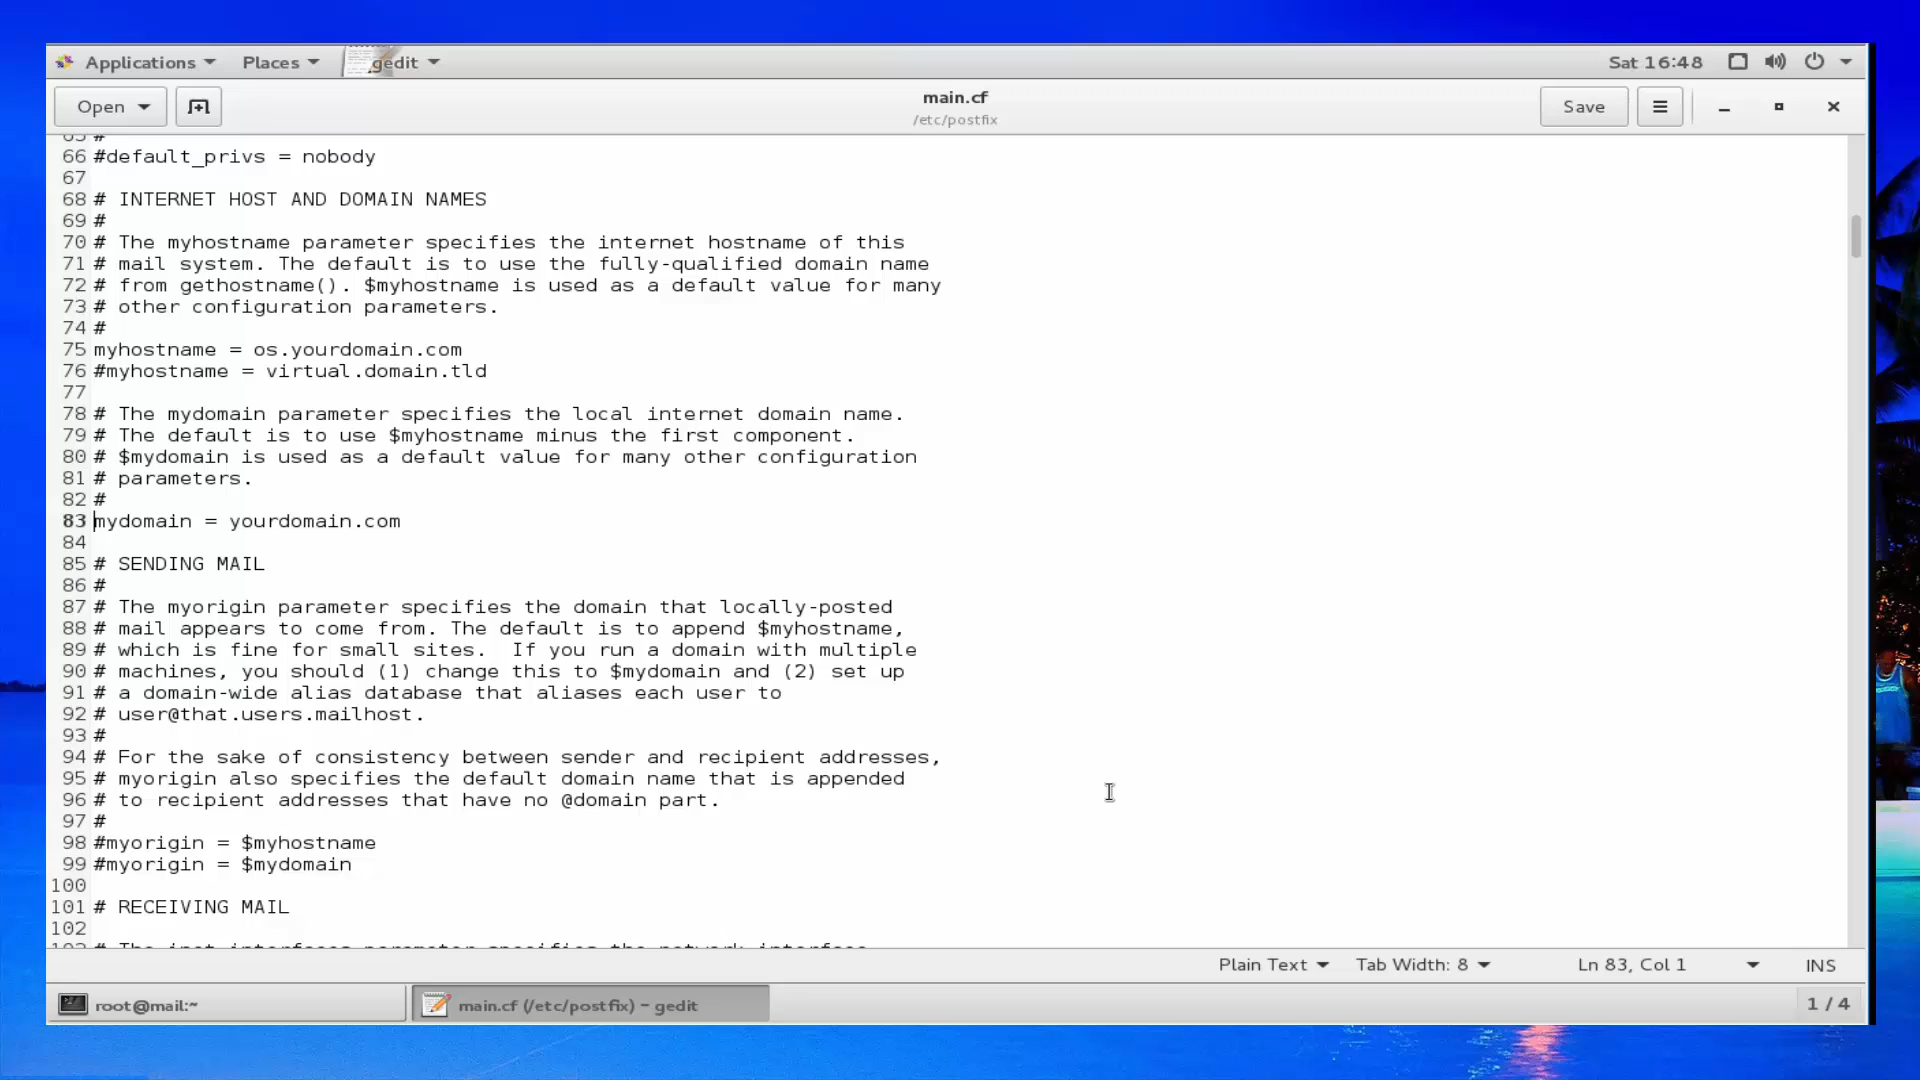 Applications Places gedit Sat 16:48
Open main.cf Save
/etc/postfix
65 #
66 #default_privs = nobody
67
68 # INTERNET HOST AND DOMAIN NAMES
69 #
70 # The myhostname parameter specifies the internet hostname of this
71 # mail system. The default is to use the fully-qualified domain name
72 # from gethostname(). $myhostname is used as a default value for many
73 # other configuration parameters.
74 #
75 myhostname = os.yourdomain.com
76 #myhostname = virtual.domain.tld
77
78 # The mydomain parameter specifies the local internet domain name.
79 # The default is to use $myhostname minus the first component.
80 # $mydomain is used as a default value for many other configuration
81 # parameters.
82 #
83 mydomain = yourdomain.com
84
85 # SENDING MAIL
86 #
87 # The myorigin parameter specifies the domain that locally-posted
88 # mail appears to come from. The default is to append $myhostname,
89 # which is fine for small sites.  If you run a domain with multiple
90 # machines, you should (1) change this to $mydomain and (2) set up
91 # a domain-wide alias database that aliases each user to
92 # user@that.users.mailhost.
93 #
94 # For the sake of consistency between sender and recipient addresses,
95 # myorigin also specifies the default domain name that is appended
96 # to recipient addresses that have no @domain part.
97 #
98 #myorigin = $myhostname
99 #myorigin = $mydomain
100
101 # RECEIVING MAIL
102
103 # The inet_interfaces parameter specifies the network interface
Plain Text Tab Width: 8 Ln 83, Col 1 INS
root@mail:~ main.cf (/etc/postfix) - gedit 1 / 4